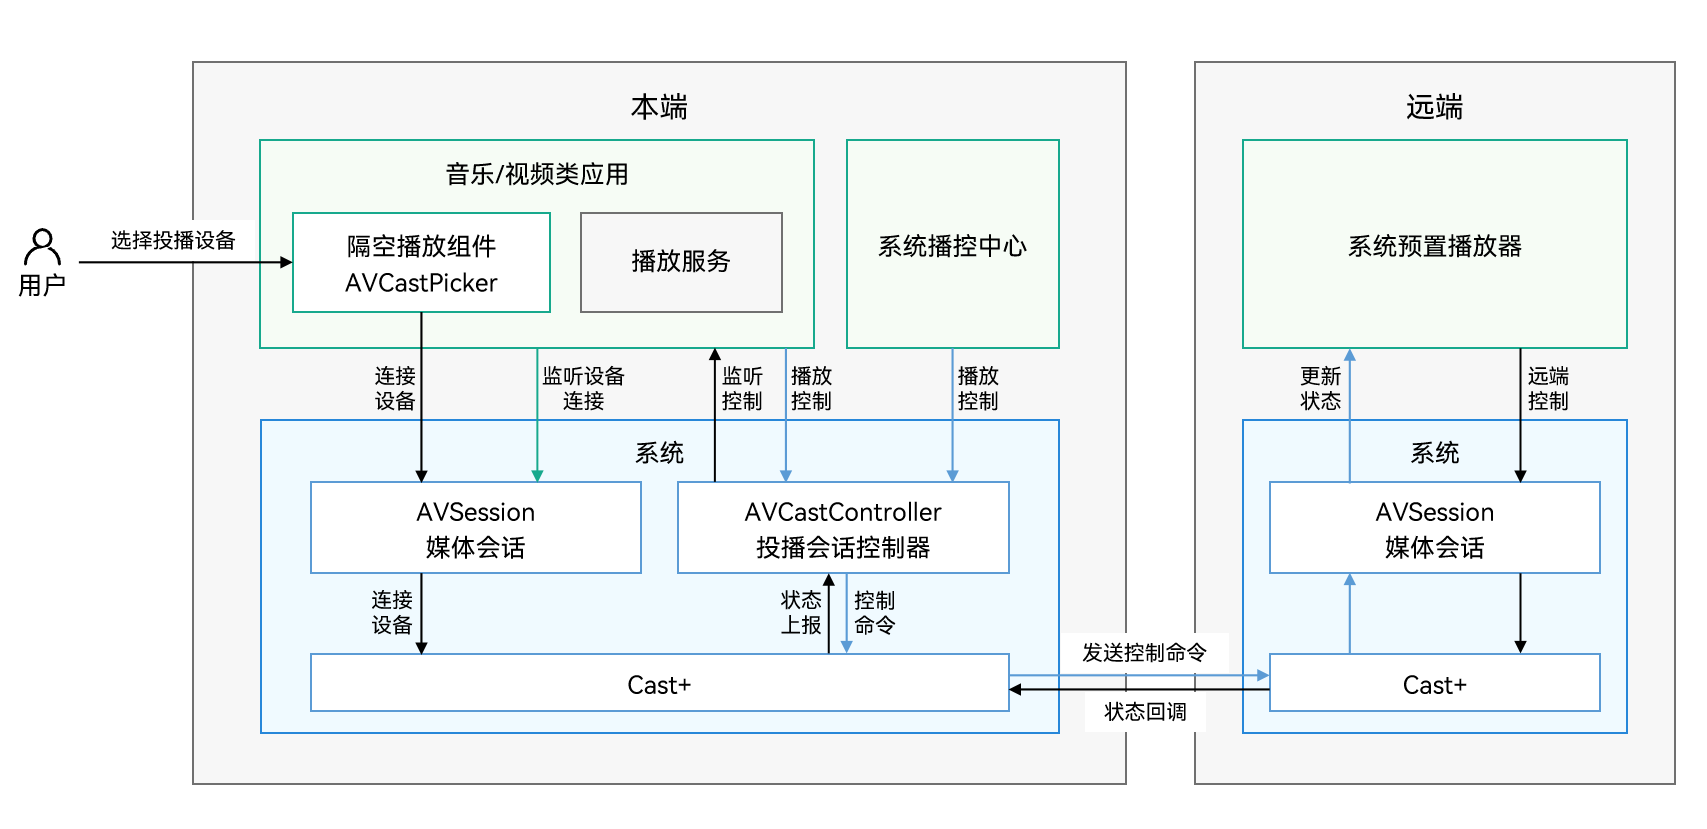 本端
远端
音乐/视频类应用
选择投播设备
用户
隔空播放组件
AVCastPicker
播放服务
系统播控中心
系统预置播放器
连接
设备
监听设备
连接
监听
控制
播放
控制
播放
控制
更新
状态
远端
控制
系统
系统
AVSession
媒体会话
AVCastController
投播会话控制器
AVSession
媒体会话
连接
设备
状态
上报
控制
命令
发送控制命令
Cast+
Cast+
状态回调